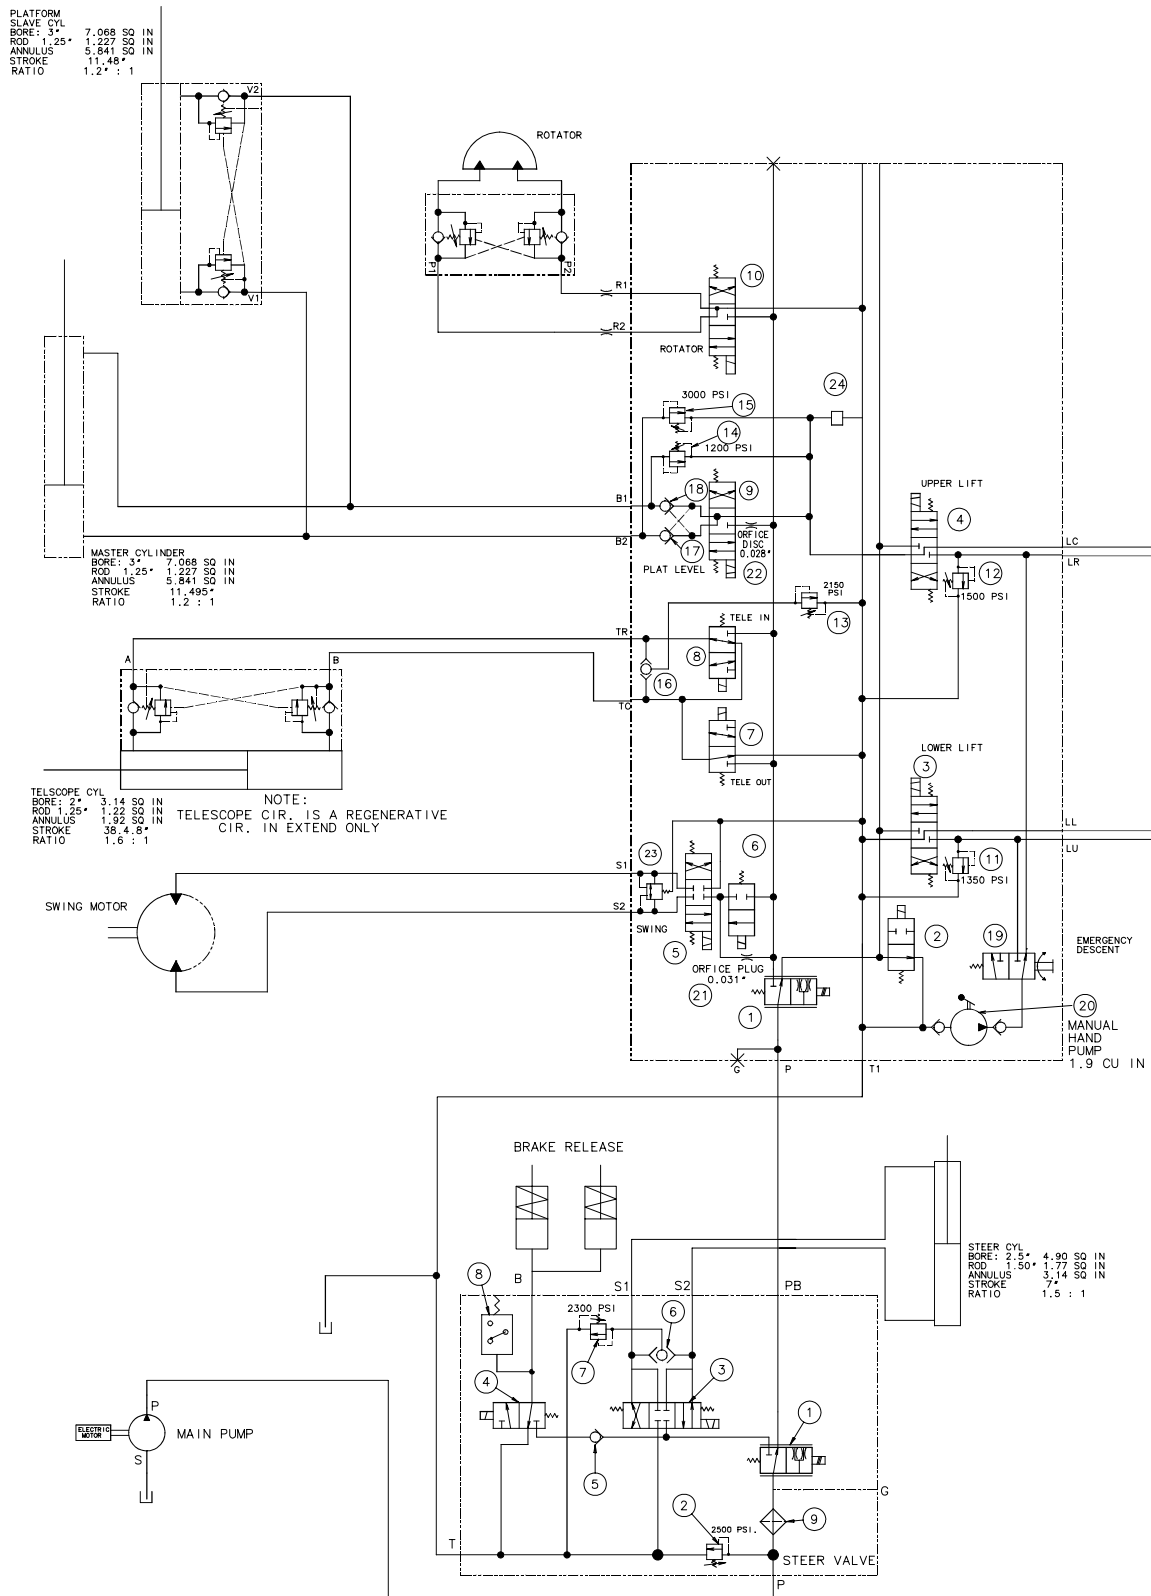 PLATFORM
SLAVE CYL
BORE: 3" 7.068 SQ IN
ROD 1.25" 1.227 SQ IN
ANNULUS 5.841 SQ IN
STROKE 11.48"
RATIO 1.2" : 1
V2
V1
ROTATOR
P1
P2
R1
R2
10
ROTATOR
24
3000 PSI
15
14
1200 PSI
18
9
B1
B2
17
ORFICE
DISC
0.028"
PLAT LEVEL
22
UPPER LIFT
4
LC
LR
12
1500 PSI
MASTER CYLINDER
BORE: 3" 7.068 SQ IN
ROD 1.25" 1.227 SQ IN
ANNULUS 5.841 SQ IN
STROKE 11.495"
RATIO 1.2 : 1
2150
PSI
13
TELE IN
TR
8
16
TC
7
TELE OUT
A
B
TELSCOPE CYL
BORE: 2" 3.14 SQ IN
ROD 1.25" 1.22 SQ IN
ANNULUS 1.92 SQ IN
STROKE 38.4.8"
RATIO 1.6 : 1
NOTE:
TELESCOPE CIR. IS A REGENERATIVE
CIR. IN EXTEND ONLY
LOWER LIFT
3
LL
LU
11
1350 PSI
23
6
S1
S2
SWING MOTOR
SWING
5
ORFICE PLUG
0.031"
21
1
2
19
EMERGENCY
DESCENT
20
MANUAL
HAND
PUMP
1.9 CU IN
G
P
T1
BRAKE RELEASE
B
S1
S2
PB
8
2300 PSI
7
6
4
3
5
1
STEER CYL
BORE: 2.5" 4.90 SQ IN
ROD 1.50" 1.77 SQ IN
ANNULUS 3.14 SQ IN
STROKE 7"
RATIO 1.5 : 1
P
ELECTRIC
MOTOR
MAIN PUMP
S
G
2
2500 PSI.
9
T
STEER VALVE
P